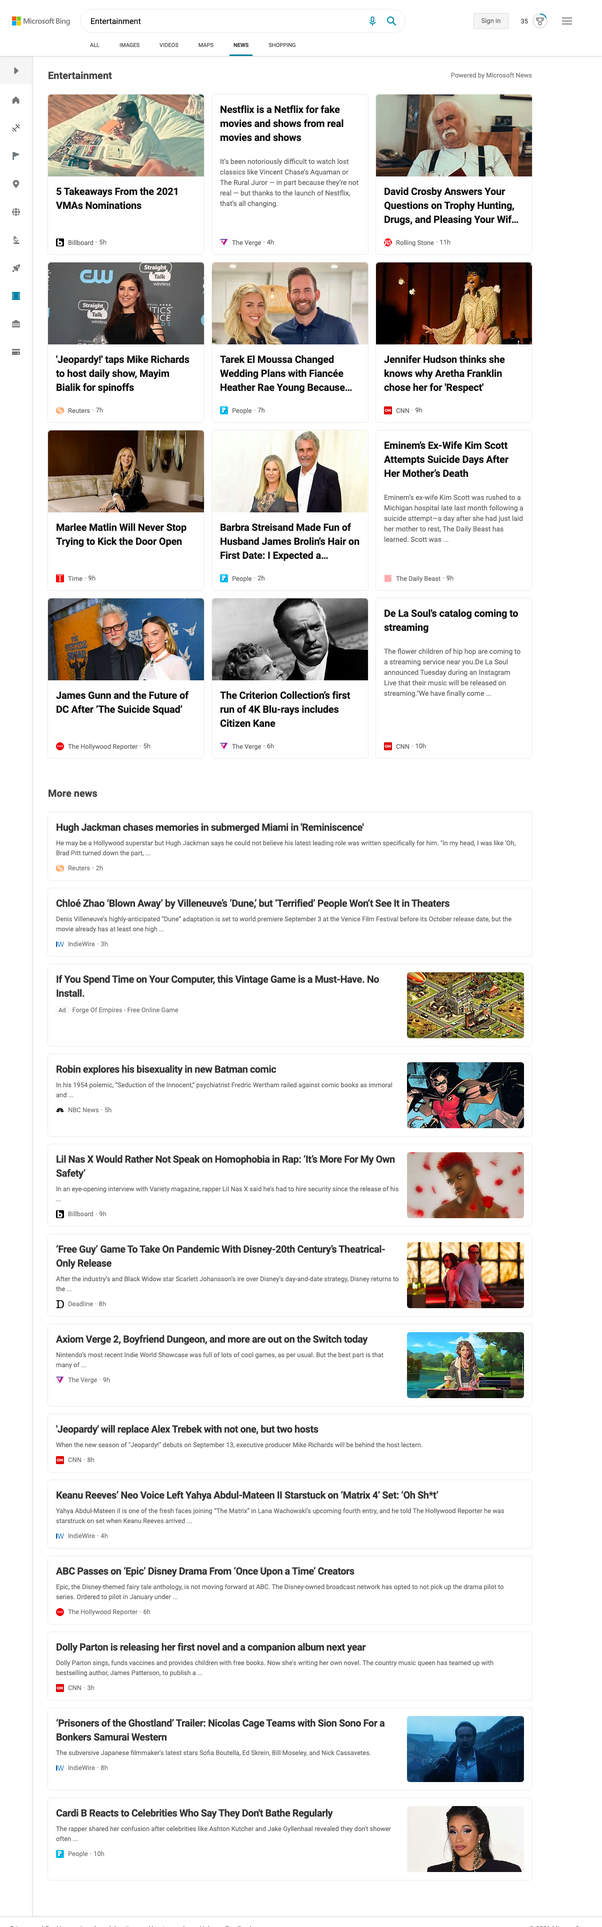 Microsoft Bing
Entertainment
Sign in
35
ALL
IMAGES
VIDEOS
MAPS
NEWS
SHOPPING
Entertainment
Powered by Microsoft News
5 Takeaways From the 2021
VMAs Nominations
Billboard · 5h
Nestflix is a Netflix for fake
movies and shows from real
movies and shows
It's been notoriously difficult to watch lost
classics like Vincent Chase's Aquaman or
The Rural Juror — in part because they're not
real — but thanks to the launch of Nestflix,
that's all changing.
The Verge · 4h
David Crosby Answers Your
Questions on Trophy Hunting,
Drugs, and Pleasing Your Wif...
Rolling Stone · 11h
CW
Straight
Talk
wireless
Straight
Talk
wireless
'Jeopardy!' taps Mike Richards
to host daily show, Mayim
Bialik for spinoffs
Reuters · 7h
Tarek El Moussa Changed
Wedding Plans with Fiancée
Heather Rae Young Because...
People · 7h
Jennifer Hudson thinks she
knows why Aretha Franklin
chose her for 'Respect'
CNN · 9h
Marlee Matlin Will Never Stop
Trying to Kick the Door Open
Time · 9h
Barbra Streisand Made Fun of
Husband James Brolin's Hair on
First Date: I Expected a...
People · 2h
Eminem's Ex-Wife Kim Scott
Attempts Suicide Days After
Her Mother's Death
Eminem's ex-wife Kim Scott was rushed to a
Michigan hospital late last month following a
suicide attempt—a day after she had just laid
her mother to rest, The Daily Beast has
learned. Scott was ...
The Daily Beast · 9h
James Gunn and the Future of
DC After 'The Suicide Squad'
The Hollywood Reporter · 5h
The Criterion Collection's first
run of 4K Blu-rays includes
Citizen Kane
The Verge · 6h
De La Soul's catalog coming to
streaming
The flower children of hip hop are coming to
a streaming service near you.De La Soul
announced Tuesday during an Instagram
Live that their music will be released on
streaming."We have finally come ...
CNN · 10h
More news
Hugh Jackman chases memories in submerged Miami in 'Reminiscence'
He may be a Hollywood superstar but Hugh Jackman says he could not believe his latest leading role was written specifically for him. "In my head, I was like 'Oh,
Brad Pitt turned down the part, ...
Reuters · 2h
Chloé Zhao 'Blown Away' by Villeneuve's 'Dune,' but 'Terrified' People Won't See It in Theaters
Denis Villeneuve's highly-anticipated "Dune" adaptation is set to world premiere September 3 at the Venice Film Festival before its October release date, but the
movie already has at least one high ...
IndieWire · 3h
If You Spend Time on Your Computer, this Vintage Game is a Must-Have. No
Install.
Ad Forge Of Empires - Free Online Game
Robin explores his bisexuality in new Batman comic
In his 1954 polemic, "Seduction of the Innocent," psychiatrist Fredric Wertham railed against comic books as immoral
and ...
NBC News · 5h
Lil Nas X Would Rather Not Speak on Homophobia in Rap: 'It's More For My Own
Safety'
In an eye-opening interview with Variety magazine, rapper Lil Nas X said he's had to hire security since the release of his
...
Billboard · 9h
'Free Guy' Game To Take On Pandemic With Disney-20th Century's Theatrical-
Only Release
After the industry's and Black Widow star Scarlett Johansson's ire over Disney's day-and-date strategy, Disney returns to
the ...
Deadline · 8h
Axiom Verge 2, Boyfriend Dungeon, and more are out on the Switch today
Nintendo's most recent Indie World Showcase was full of lots of cool games, as per usual. But the best part is that
many of ...
The Verge · 9h
'Jeopardy' will replace Alex Trebek with not one, but two hosts
When the new season of "Jeopardy!" debuts on September 13, executive producer Mike Richards will be behind the host lectern.
CNN · 8h
Keanu Reeves' Neo Voice Left Yahya Abdul-Mateen II Starstuck on 'Matrix 4' Set: 'Oh Sh*t'
Yahya Abdul-Mateen II is one of the fresh faces joining "The Matrix" in Lana Wachowski's upcoming fourth entry, and he told The Hollywood Reporter he was
starstruck on set when Keanu Reeves arrived ...
IndieWire · 4h
ABC Passes on 'Epic' Disney Drama From 'Once Upon a Time' Creators
Epic, the Disney-themed fairy tale anthology, is not moving forward at ABC. The Disney-owned broadcast network has opted to not pick up the drama pilot to
series. Ordered to pilot in January under ...
The Hollywood Reporter · 6h
Dolly Parton is releasing her first novel and a companion album next year
Dolly Parton sings, funds vaccines and provides children with free books. Now she's writing her own novel. The country music queen has teamed up with
bestselling author, James Patterson, to publish a ...
CNN · 3h
'Prisoners of the Ghostland' Trailer: Nicolas Cage Teams with Sion Sono For a
Bonkers Samurai Western
The subversive Japanese filmmaker's latest stars Sofia Boutella, Ed Skrein, Bill Moseley, and Nick Cassavetes.
IndieWire · 8h
Cardi B Reacts to Celebrities Who Say They Don't Bathe Regularly
The rapper shared her confusion after celebrities like Ashton Kutcher and Jake Gyllenhaal revealed they don't shower
often ...
People · 10h